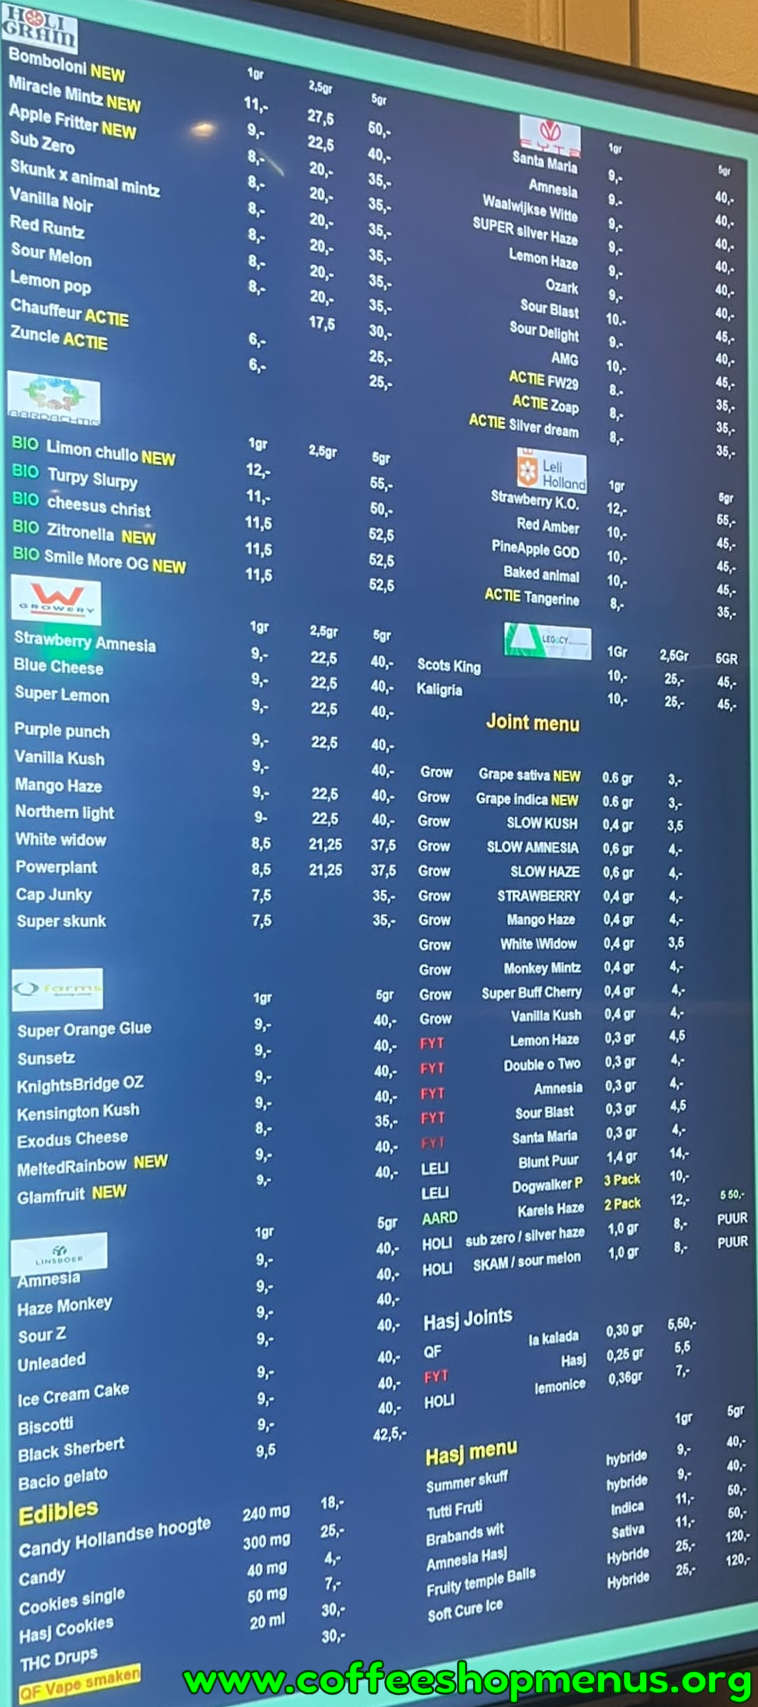 HOLI GRAM
1gr 2,5gr 5gr
Bomboloni NEW 11,- 27,5 50,-
Miracle Mintz NEW 9,- 22,5 40,-
Apple Fritter NEW 8,- 20,- 35,-
Sub Zero 8,- 20,- 35,-
Skunk x animal mintz 8,- 20,- 35,-
Vanilla Noir 8,- 20,- 35,-
Red Runtz 8,- 20,- 35,-
Sour Melon 8,- 20,- 35,-
Lemon pop 17,5 30,-
Chauffeur ACTIE 6,- 25,-
Zuncle ACTIE 6,- 25,-
1gr 2,5gr 5gr
BIO Limon chullo NEW 12,- 55,-
BIO Turpy Slurpy 11,- 50,-
BIO cheesus christ 11,5 52,5
BIO Zitronella NEW 11,5 52,5
BIO Smile More OG NEW 11,5 52,5
GROWERY
1gr 2,5gr 5gr
Strawberry Amnesia 9,- 22,5 40,-
Blue Cheese 9,- 22,5 40,-
Super Lemon 9,- 22,5 40,-
Purple punch 9,- 22,5 40,-
Vanilla Kush 9,- 40,-
Mango Haze 9,- 22,5 40,-
Northern light 9- 22,5 40,-
White widow 8,5 21,25 37,5
Powerplant 8,5 21,25 37,5
Cap Junky 7,5 35,-
Super skunk 7,5 35,-
Q farms
1gr 5gr
Super Orange Glue 9,- 40,-
Sunsetz 9,- 40,-
KnightsBridge OZ 9,- 40,-
Kensington Kush 9,- 40,-
Exodus Cheese 8,- 35,-
MeltedRainbow NEW 9,- 40,-
Glamfruit NEW 9,- 40,-
LINSBOER
1gr 5gr
Amnesia 9,- 40,-
Haze Monkey 9,- 40,-
Sour Z 9,- 40,-
Unleaded 9,- 40,-
Ice Cream Cake 9,- 40,-
Biscotti 9,- 40,-
Black Sherbert 9,- 40,-
Bacio gelato 9,5 42,5,-
Edibles
Candy Hollandse hoogte 240 mg 18,-
Candy 300 mg 25,-
Cookies single 40 mg 4,-
Hasj Cookies 50 mg 7,-
THC Drups 20 ml 30,-
QF Vape smaken 30,-
FYTA
1gr 5gr
Santa Maria 9,- 40,-
Amnesia 9.- 40,-
Waalwijkse Witte 9,- 40,-
SUPER silver Haze 9,- 40,-
Lemon Haze 9,- 40,-
Ozark 9,- 40,-
Sour Blast 10.- 45,-
Sour Delight 9.- 40,-
AMG 10,- 45,-
ACTIE FW29 8.- 35,-
ACTIE Zoap 8,- 35,-
ACTIE Silver dream 8,- 35,-
Leli Holland
1gr 5gr
Strawberry K.O. 12,- 55,-
Red Amber 10,- 45,-
PineApple GOD 10,- 45,-
Baked animal 10,- 45,-
ACTIE Tangerine 8,- 35,-
LEGACY
1Gr 2,5Gr 5GR
Scots King 10,- 25,- 45,-
Kaligria 10,- 25,- 45,-
Joint menu
Grow Grape sativa NEW 0.6 gr 3,-
Grow Grape indica NEW 0.6 gr 3,-
Grow SLOW KUSH 0,4 gr 3,5
Grow SLOW AMNESIA 0,6 gr 4,-
Grow SLOW HAZE 0,6 gr 4,-
Grow STRAWBERRY 0,4 gr 4,-
Grow Mango Haze 0,4 gr 4,-
Grow White \Widow 0,4 gr 3,5
Grow Monkey Mintz 0,4 gr 4,-
Grow Super Buff Cherry 0,4 gr 4,-
Grow Vanilla Kush 0,4 gr 4,-
FYT Lemon Haze 0,3 gr 4,5
FYT Double o Two 0,3 gr 4,-
FYT Amnesia 0,3 gr 4,-
FYT Sour Blast 0,3 gr 4,5
FYT Santa Maria 0,3 gr 4,-
LELI Blunt Puur 1,4 gr 14,-
LELI Dogwalker P 3 Pack 10,-
AARD Karels Haze 2 Pack 12,- 5 50,-
HOLI sub zero / silver haze 1,0 gr 8,- PUUR
HOLI SKAM / sour melon 1,0 gr 8,- PUUR
Hasj Joints
QF la kalada 0,30 gr 5,50,-
FYT Hasj 0,25 gr 5,5
HOLI lemonice 0,36gr 7,-
Hasj menu
1gr 5gr
Summer skuff hybride 9,- 40,-
Tutti Fruti hybride 9,- 40,-
Brabands wit Indica 11,- 50,-
Amnesia Hasj Sativa 11,- 50,-
Fruity temple Balls Hybride 25,- 120,-
Soft Cure Ice Hybride 25,- 120,-
www.coffeeshopmenus.org